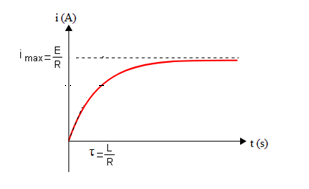 i (A)
i max = E/R
t (s)
τ = L/R